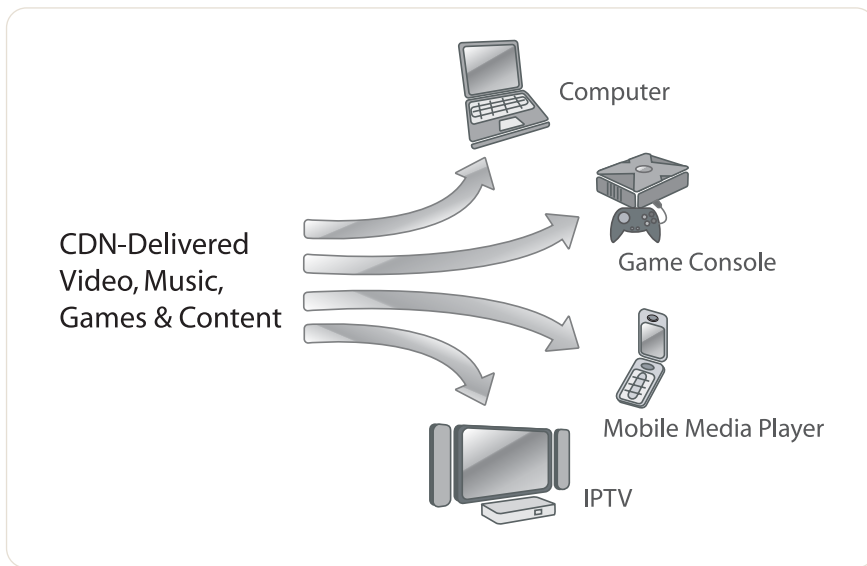 Computer
Game Console
CDN-Delivered
Video, Music,
Games & Content
Mobile Media Player
IPTV